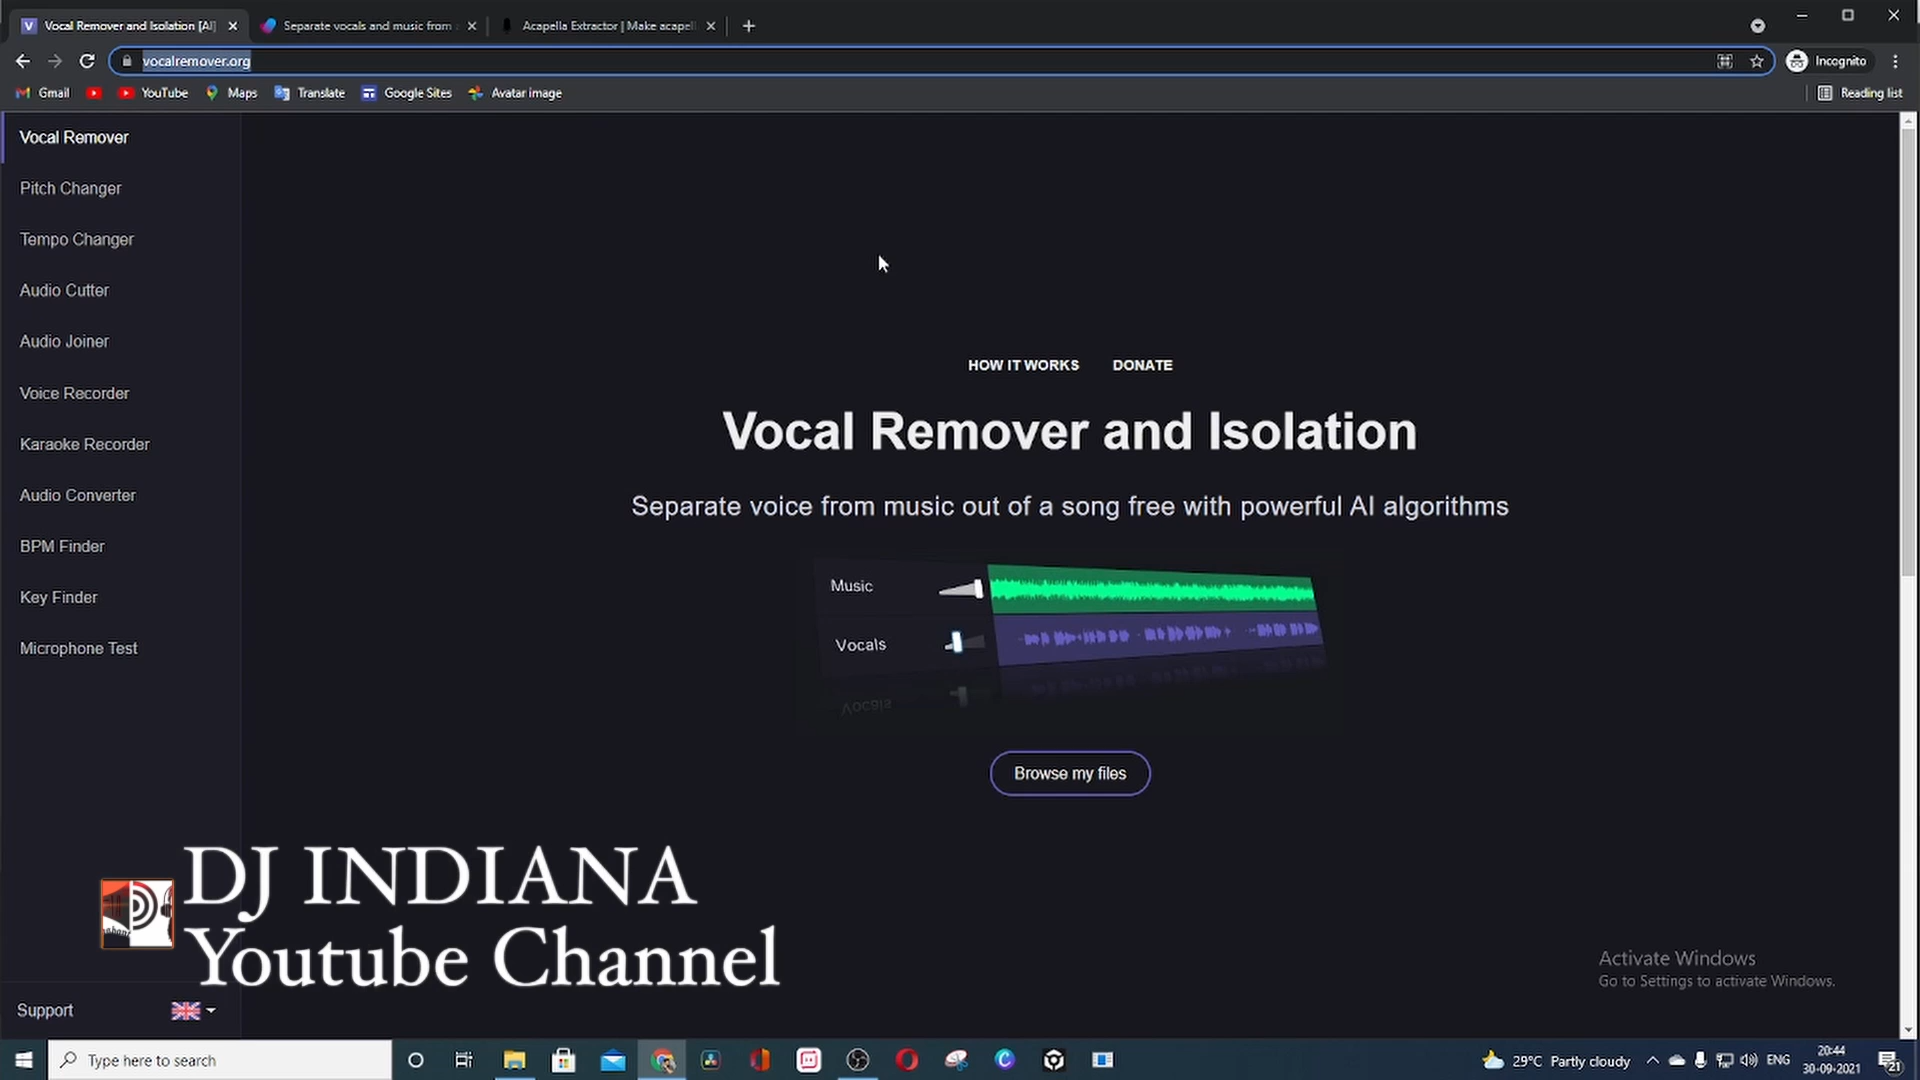 Vocal Remover and Isolation [AI]
Separate vocals and music from
Acapella Extractor | Make acapel
vocalremover.org
Incognito
Gmail
YouTube
Maps
Translate
Google Sites
Avatar image
Reading list
Vocal Remover
Pitch Changer
Tempo Changer
Audio Cutter
Audio Joiner
Voice Recorder
Karaoke Recorder
Audio Converter
BPM Finder
Key Finder
Microphone Test
HOW IT WORKS
DONATE
Vocal Remover and Isolation
Separate voice from music out of a song free with powerful AI algorithms
Music
Vocals
Vocals
Browse my files
DJ INDIANA
Youtube Channel
Activate Windows
Go to Settings to activate Windows.
Support
Type here to search
29°C Partly cloudy
ENG
20:44
30-09-2021
21